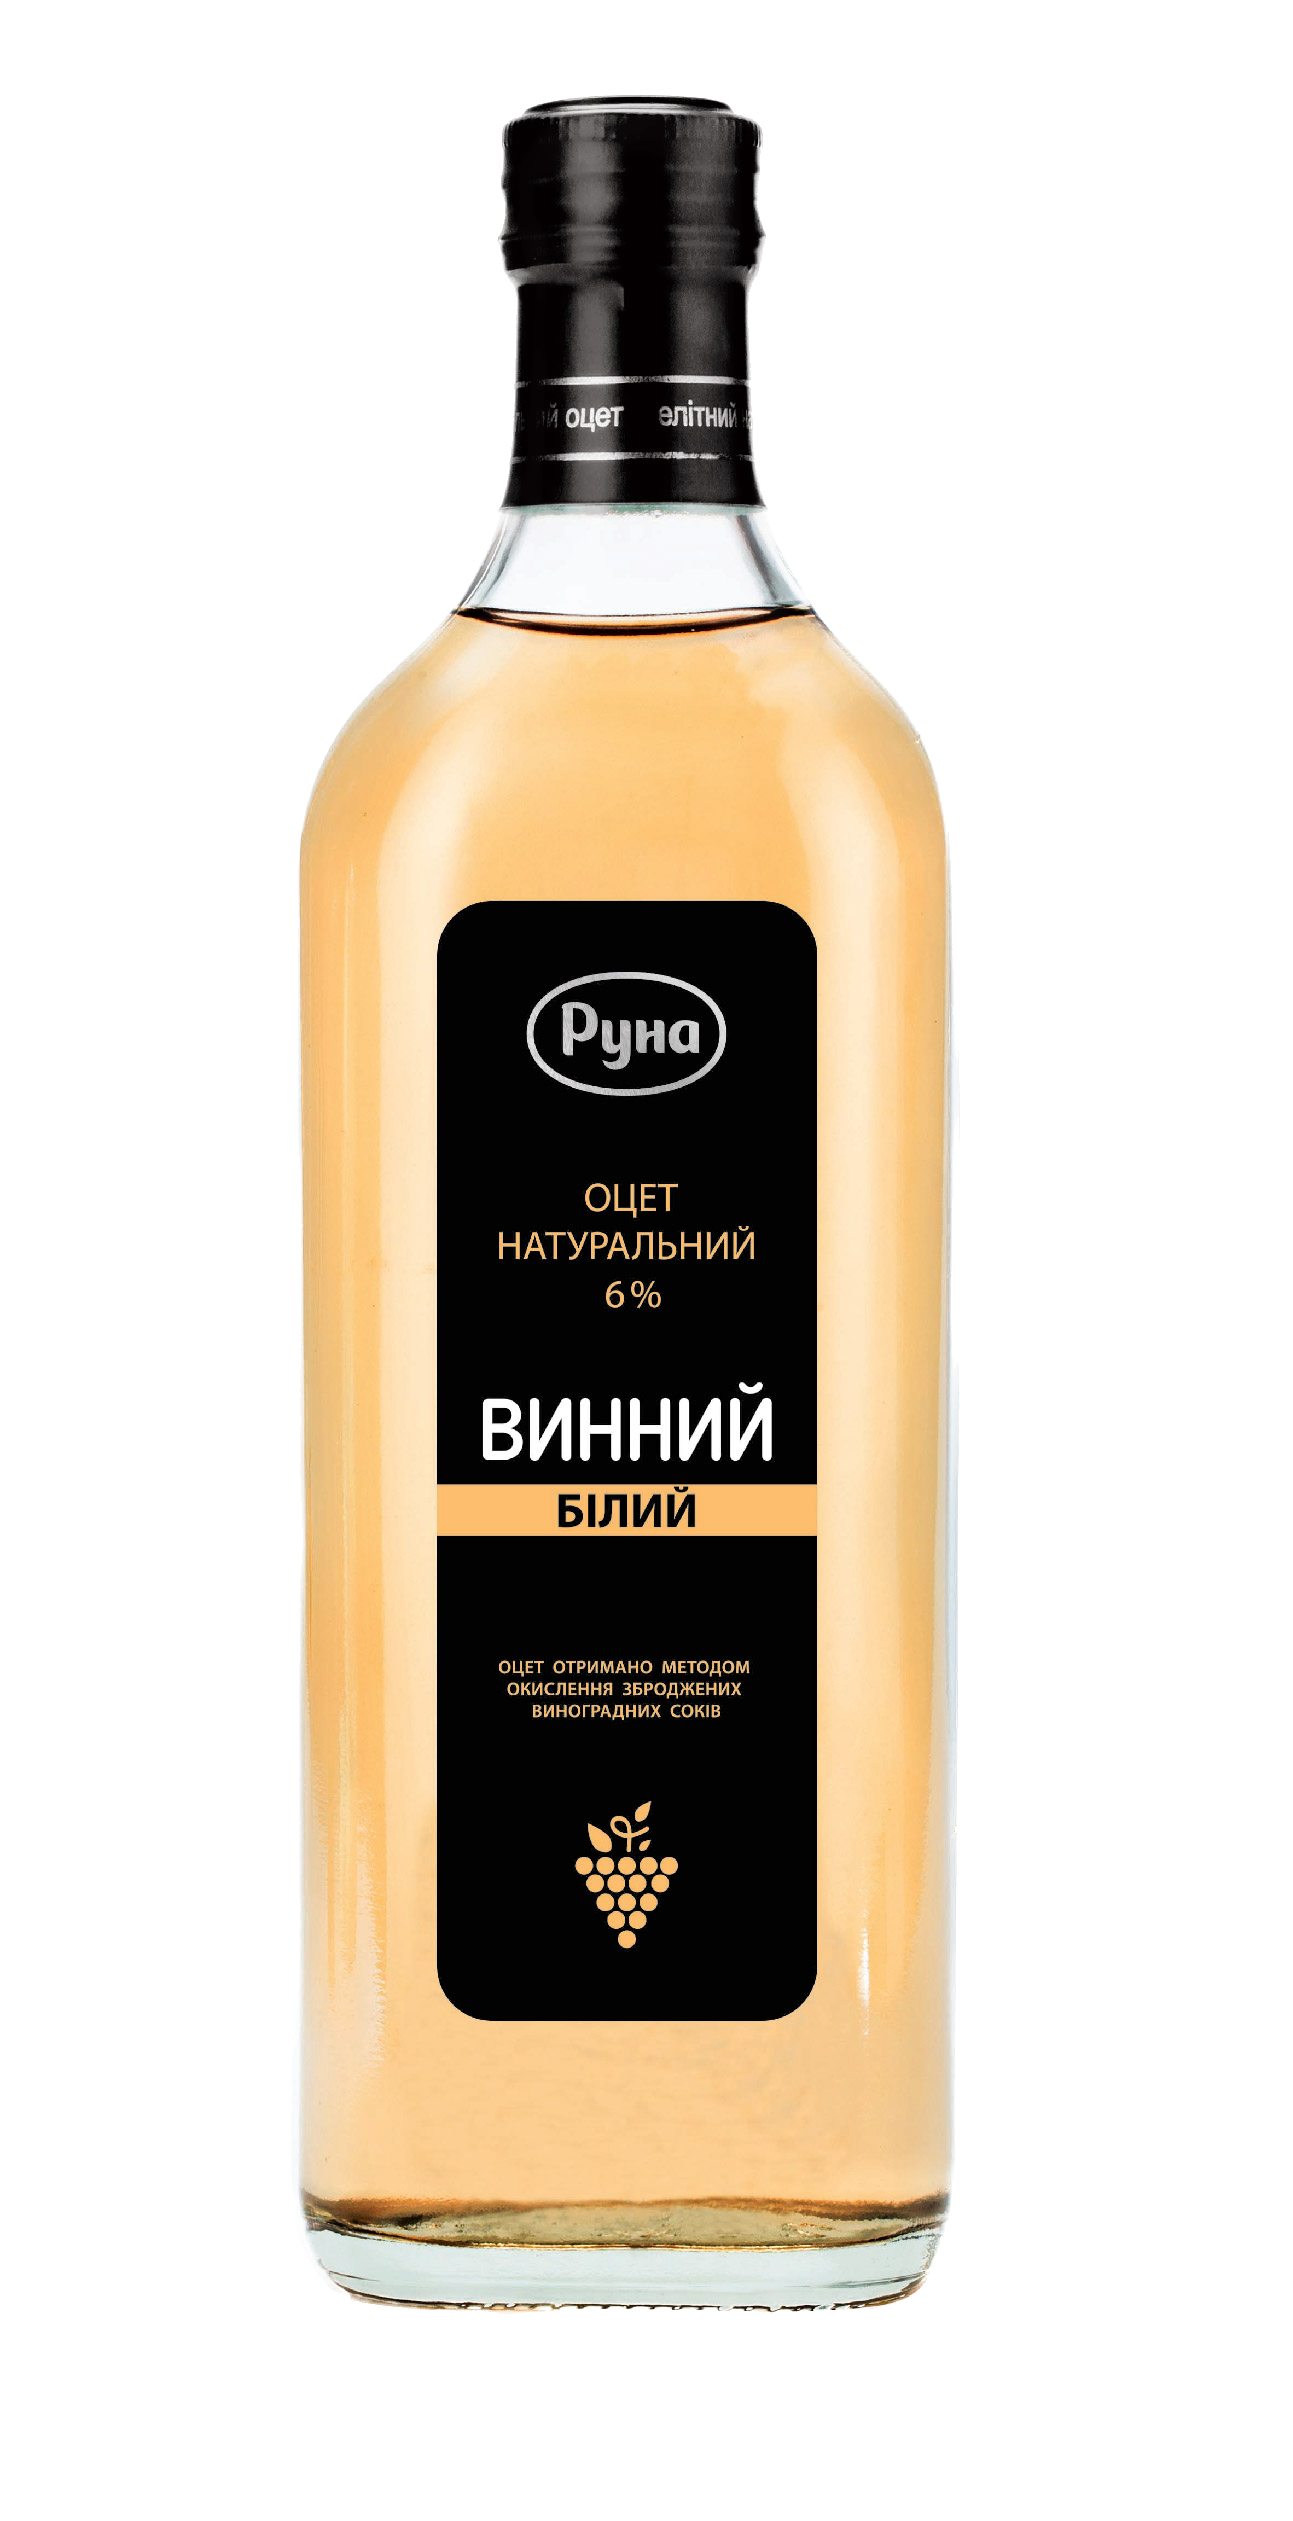 оцет елітний
Руна
ОЦЕТ
НАТУРАЛЬНИЙ
6%
ВИННИЙ
БІЛИЙ
ОЦЕТ ОТРИМАНО МЕТОДОМ
ОКИСЛЕННЯ ЗБРОДЖЕНИХ
ВИНОГРАДНИХ СОКІВ